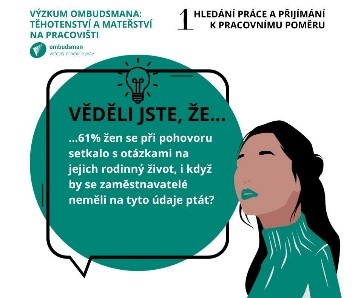 VÝZKUM OMBUDSMANA:
TĚHOTENSTVÍ A MATEŘSTVÍ
NA PRACOVIŠTI
ombudsman
1 HLEDÁNÍ PRÁCE A PŘIJÍMÁNÍ
K PRACOVNÍMU POMĚRU
VĚDĚLI JSTE, ŽE...
...61% žen se při pohovoru
setkalo s otázkami na
jejich rodinný život, i když
by se zaměstnavatelé
neměli na tyto údaje ptát?